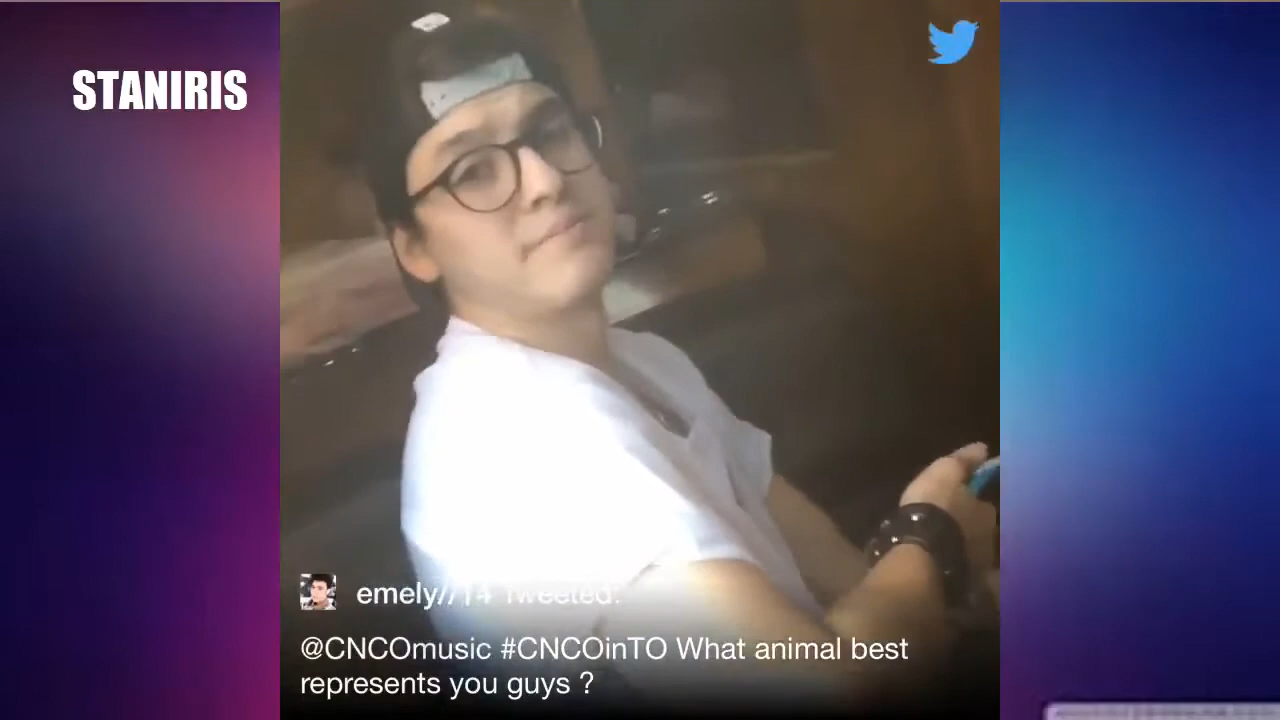 STANIRIS
emely//14 Tweeted:
@CNCOmusic #CNCOinTO What animal best
represents you guys ?